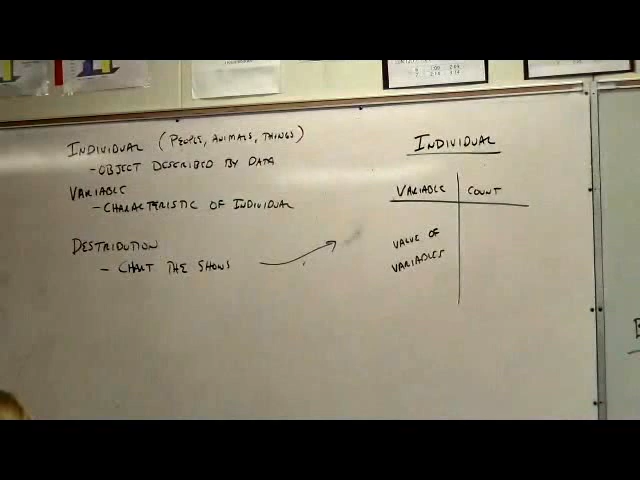 INDIVIDUAL (PEOPLE, ANIMALS, THINGS)
- OBJECT DESCRIBED BY DATA
VARIABLE
- CHARACTERISTIC OF INDIVIDUAL
DESTRIBUTION
- CHART THE SHOWS
INDIVIDUAL
VARIABLE COUNT
VALUE OF
VARIABLES